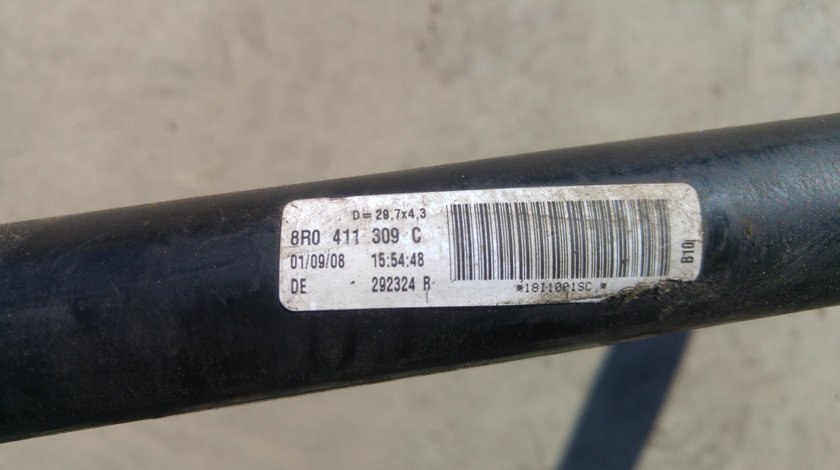 D = 29,7x4,3
8R0 411 309 C
01/09/08 15:54:48
DE 292324 R
*18I1001SC *
B10